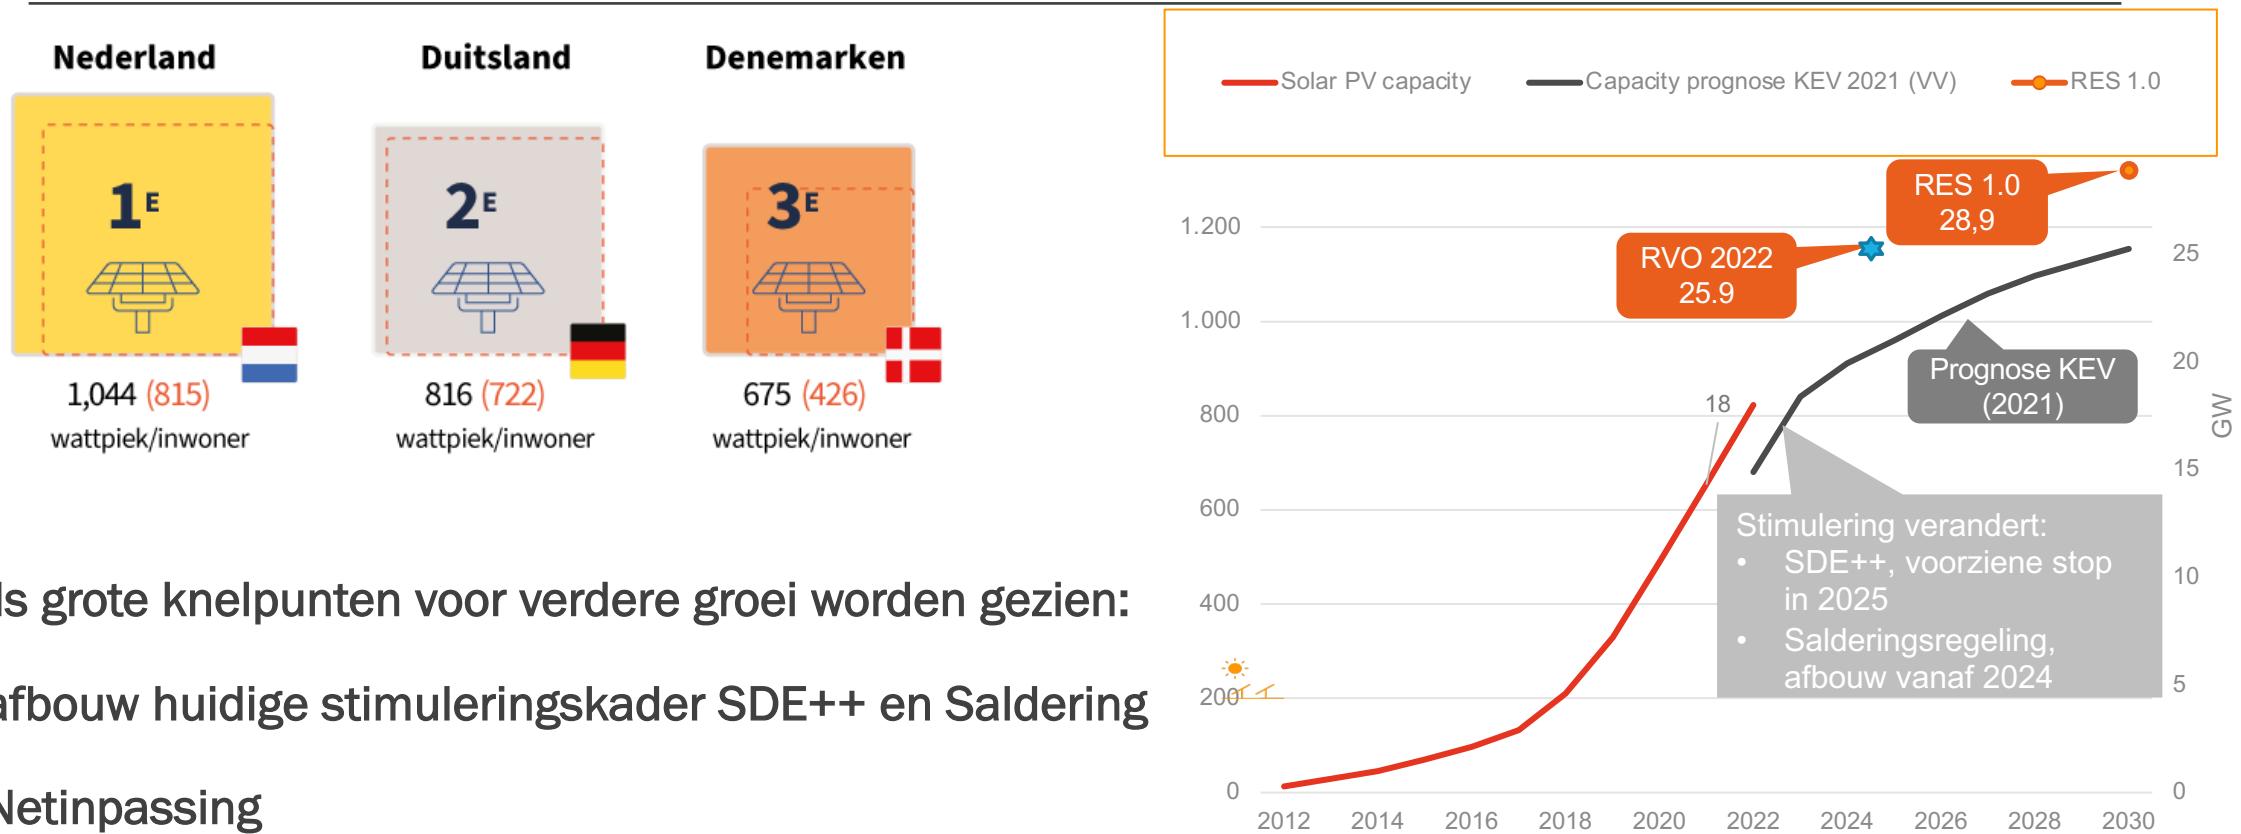 Nederland
1E
1,044 (815)
wattpiek/inwoner
Duitsland
2E
816 (722)
wattpiek/inwoner
Denemarken
3E
675 (426)
wattpiek/inwoner
ls grote knelpunten voor verdere groei worden gezien:
afbouw huidige stimuleringskader SDE++ en Saldering
Netinpassing
Solar PV capacity
Capacity prognose KEV 2021 (VV)
RES 1.0
RES 1.0
28,9
RVO 2022
25.9
Prognose KEV
(2021)
18
Stimulering verandert:
• SDE++, voorziene stop
in 2025
• Salderingsregeling,
afbouw vanaf 2024
1.200
1.000
800
600
400
200
0
25
20
15
10
5
0
GW
2012 2014 2016 2018 2020 2022 2024 2026 2028 2030